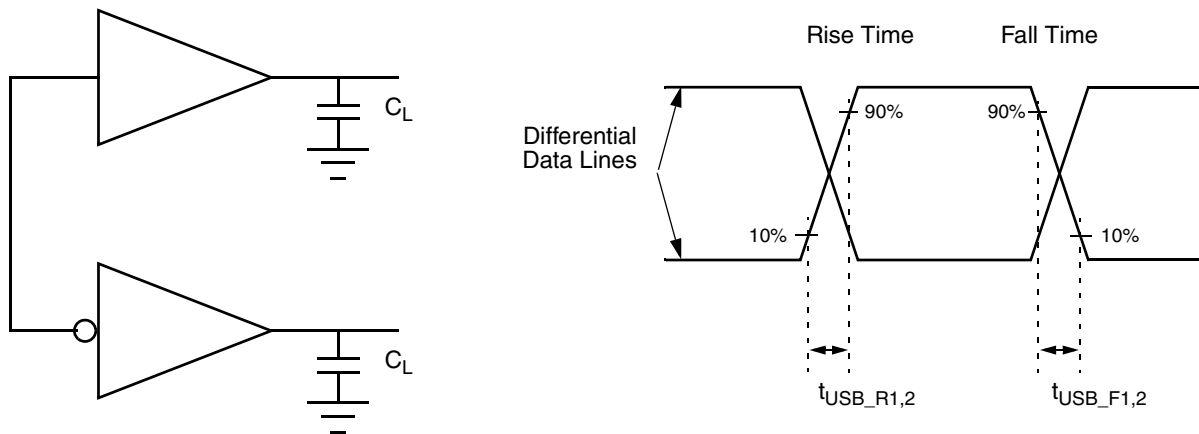 C_L
C_L
Rise Time
Fall Time
Differential
Data Lines
90%
90%
10%
10%
t_USB_R1,2
t_USB_F1,2